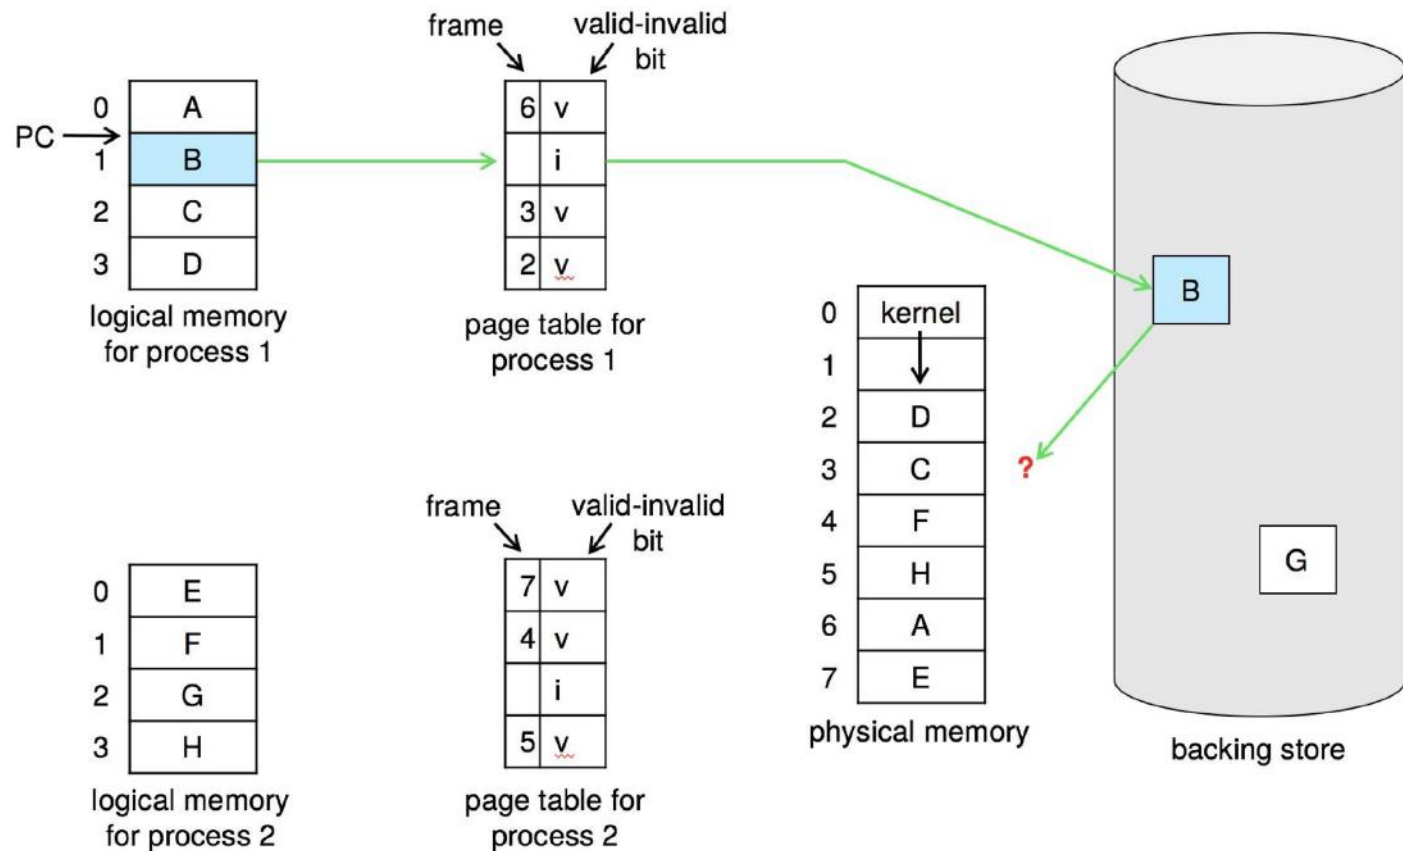 frame
valid-invalid
bit
0 A 6 v
PC
1 B i
2 C 3 v
3 D 2 v
logical memory
for process 1
page table for
process 1
B
0 kernel
1
2 D
3 C ?
4 F
5 H
6 A
7 E
physical memory
G
backing store
frame
valid-invalid
bit
0 E 7 v
1 F 4 v
2 G i
3 H 5 v
logical memory
for process 2
page table for
process 2